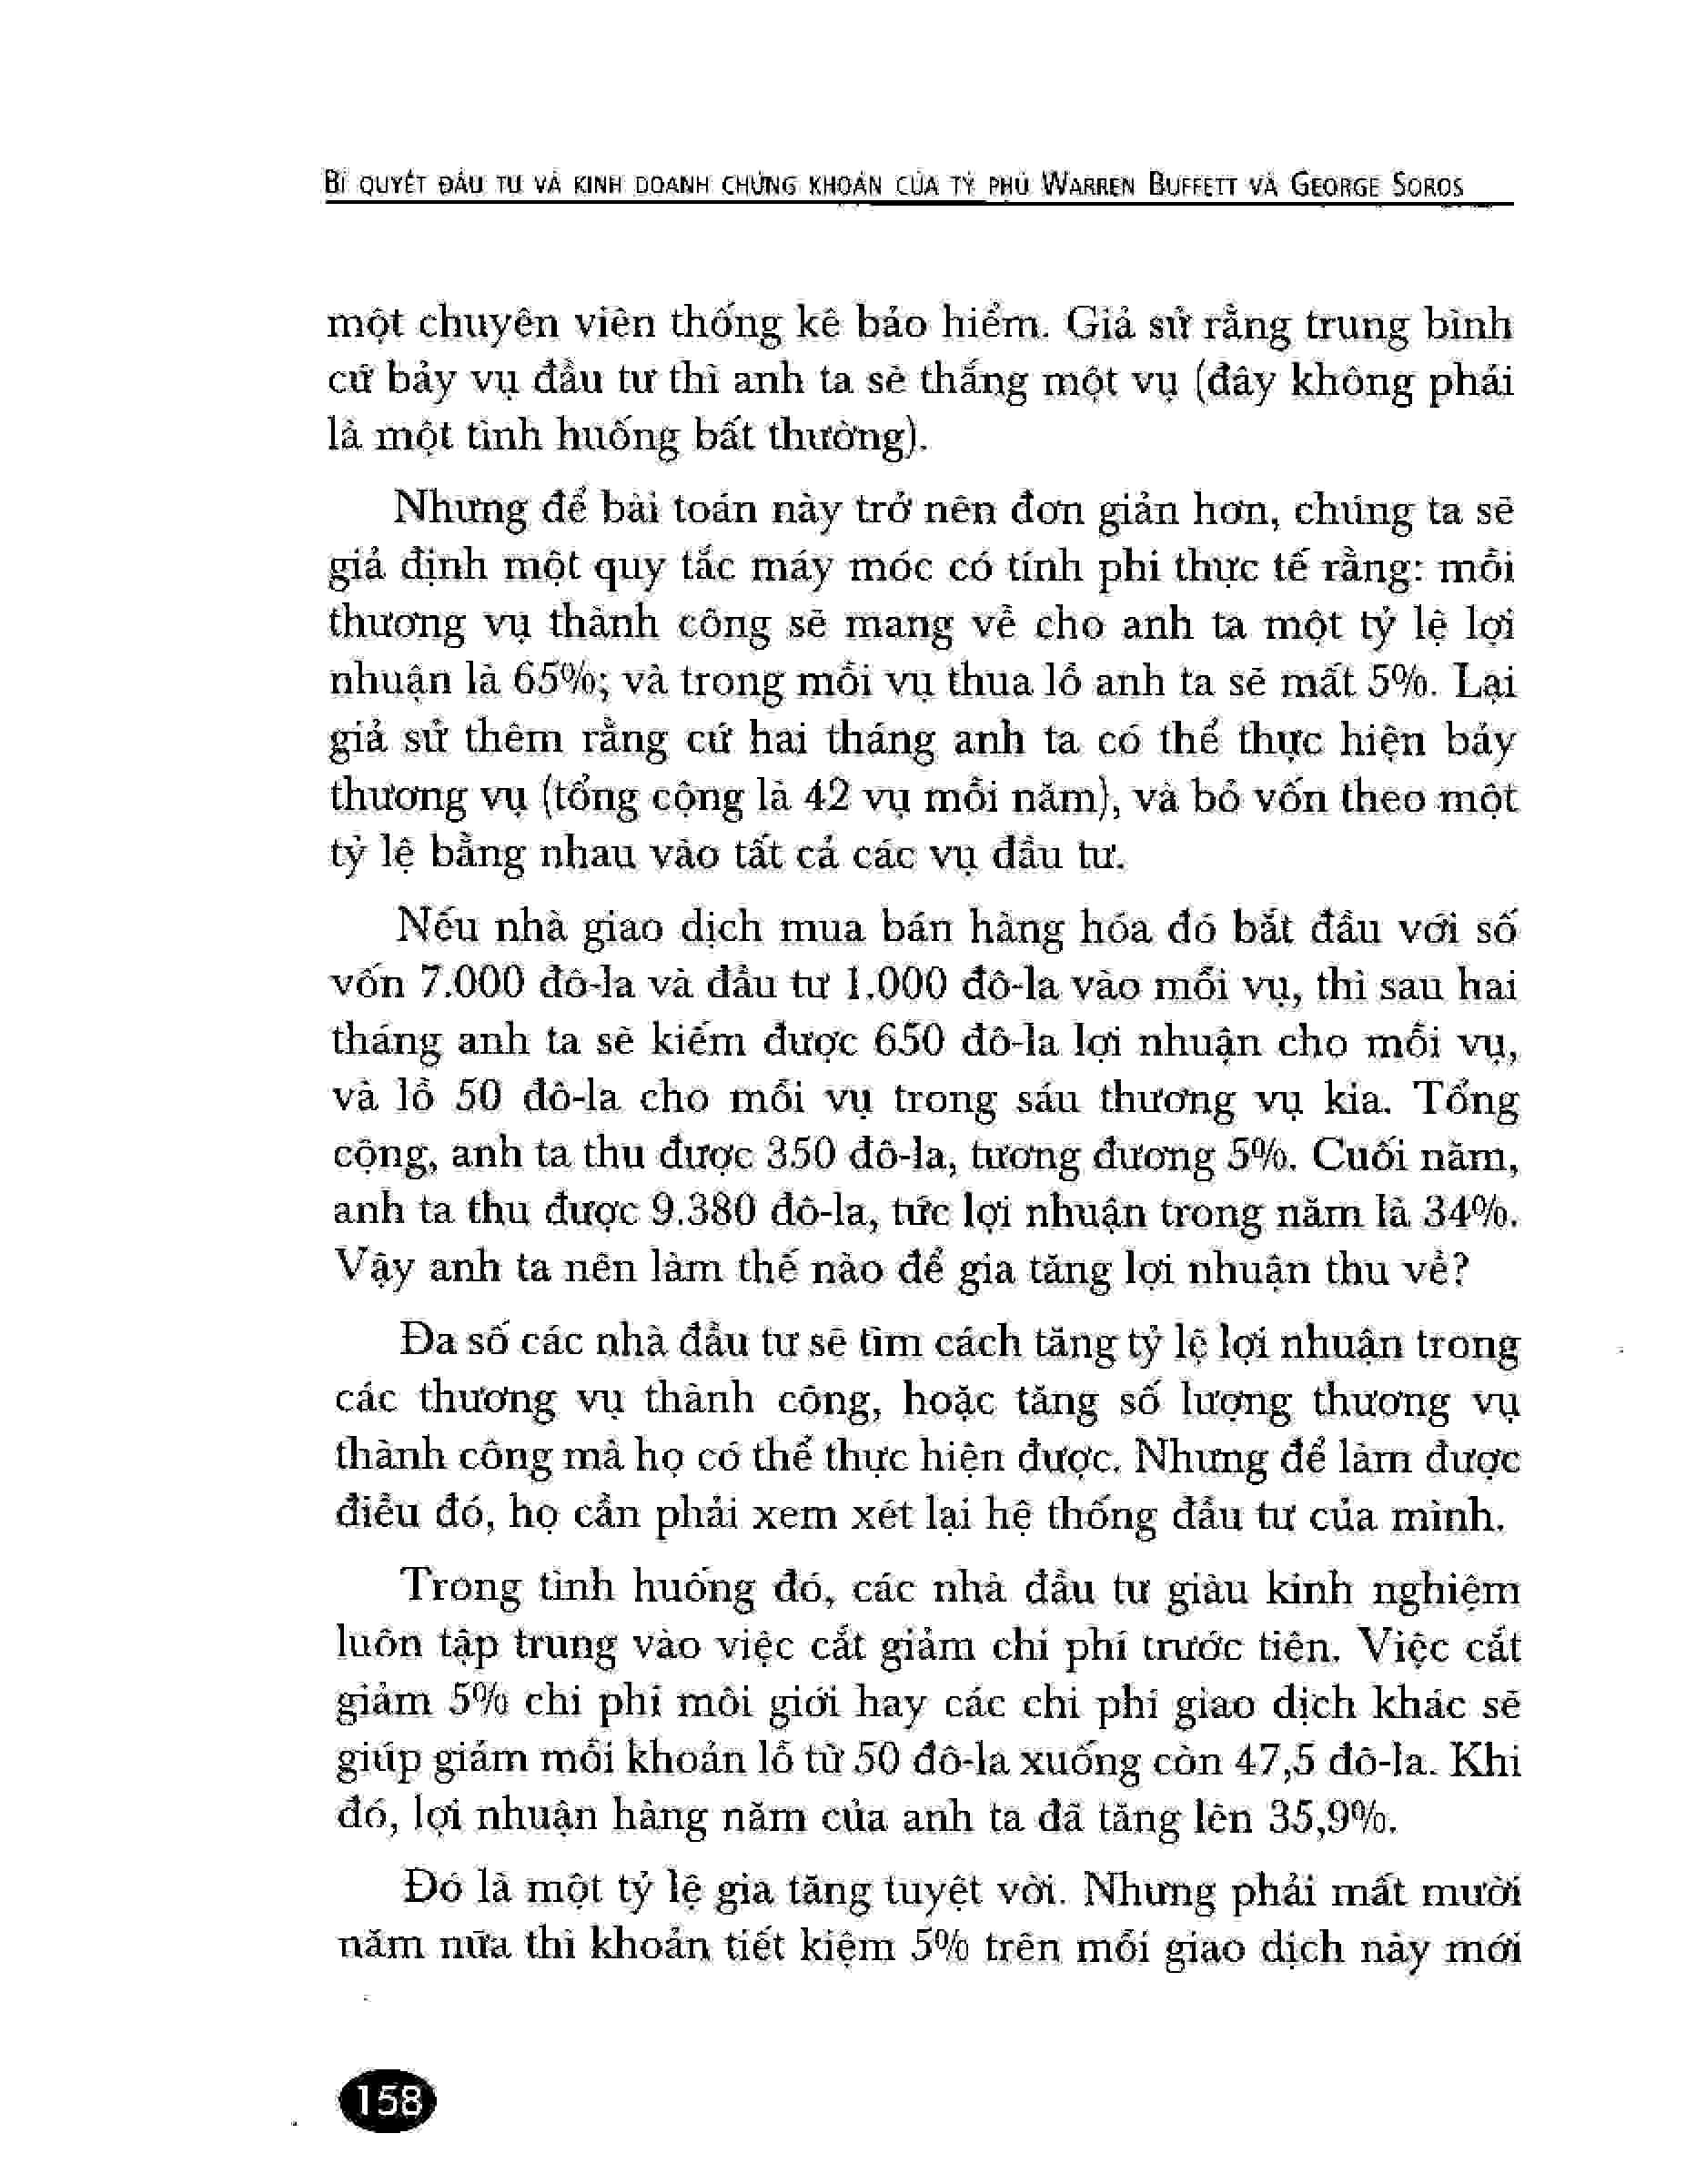 BÍ QUYẾT ĐẦU TƯ VÀ KINH DOANH CHỨNG KHOÁN CỦA TỶ PHÚ WARREN BUFFETT VÀ GEORGE SOROS
một chuyên viên thống kê bảo hiểm. Giả sử rằng trung bình
cứ bảy vụ đầu tư thì anh ta sẽ thắng một vụ (đây không phải
là một tình huống bất thường).
Nhưng để bài toán này trở nên đơn giản hơn, chúng ta sẽ
giả định một quy tắc máy móc có tính phi thực tế rằng: mỗi
thương vụ thành công sẽ mang về cho anh ta một tỷ lệ lợi
nhuận là 65%; và trong mỗi vụ thua lỗ anh ta sẽ mất 5%. Lại
giả sử thêm rằng cứ hai tháng anh ta có thể thực hiện bảy
thương vụ (tổng cộng là 42 vụ mỗi năm), và bỏ vốn theo một
tỷ lệ bằng nhau vào tất cả các vụ đầu tư.
Nếu nhà giao dịch mua bán hàng hóa đó bắt đầu với số
vốn 7.000 đô-la và đầu tư 1.000 đô-la vào mỗi vụ, thì sau hai
tháng anh ta sẽ kiếm được 650 đô-la lợi nhuận cho mỗi vụ,
và lỗ 50 đô-la cho mỗi vụ trong sáu thương vụ kia. Tổng
cộng, anh ta thu được 350 đô-la, tương đương 5%. Cuối năm,
anh ta thu được 9.380 đô-la, tức lợi nhuận trong năm là 34%.
Vậy anh ta nên làm thế nào để gia tăng lợi nhuận thu về?
Đa số các nhà đầu tư sẽ tìm cách tăng tỷ lệ lợi nhuận trong
các thương vụ thành công, hoặc tăng số lượng thương vụ
thành công mà họ có thể thực hiện được. Nhưng để làm được
điều đó, họ cần phải xem xét lại hệ thống đầu tư của mình.
Trong tình huống đó, các nhà đầu tư giàu kinh nghiệm
luôn tập trung vào việc cắt giảm chi phí trước tiên. Việc cắt
giảm 5% chi phí môi giới hay các chi phí giao dịch khác sẽ
giúp giảm mỗi khoản lỗ từ 50 đô-la xuống còn 47,5 đô-la. Khi
đó, lợi nhuận hàng năm của anh ta đã tăng lên 35,9%.
Đó là một tỷ lệ gia tăng tuyệt vời. Nhưng phải mất mười
năm nữa thì khoản tiết kiệm 5% trên mỗi giao dịch này mới
158